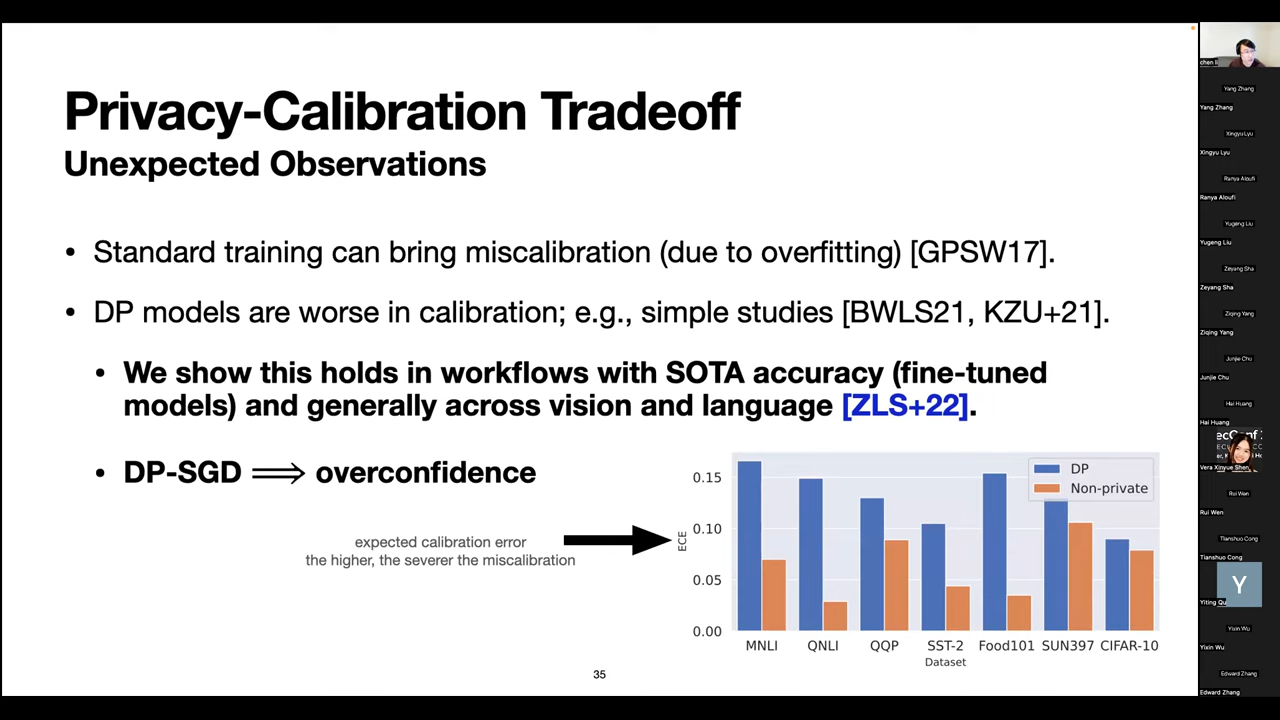 Privacy-Calibration Tradeoff
Unexpected Observations
• Standard training can bring miscalibration (due to overfitting) [GPSW17].
• DP models are worse in calibration; e.g., simple studies [BWLS21, KZU+21].
• We show this holds in workflows with SOTA accuracy (fine-tuned
models) and generally across vision and language [ZLS+22].
• DP-SGD ⟹ overconfidence
expected calibration error
the higher, the severer the miscalibration
ECE
0.15
0.10
0.05
0.00
DP
Non-private
MNLI QNLI QQP SST-2 Food101 SUN397 CIFAR-10
Dataset
35
chen li
Yang Zhang
Yang Zhang
Xingyu Lyu
Xingyu Lyu
Ranya Aloufi
Ranya Aloufi
Yugeng Liu
Yugeng Liu
Zeyang Sha
Zeyang Sha
Ziqing Yang
Ziqing Yang
Junjie Chu
Junjie Chu
Hai Huang
Hai Huang
Vera Xinyue Shen
Rui Wen
Rui Wen
Tianshuo Cong
Tianshuo Cong
Y
Yiting Qu
Yixin Wu
Yixin Wu
Edward Zhang
Edward Zhang